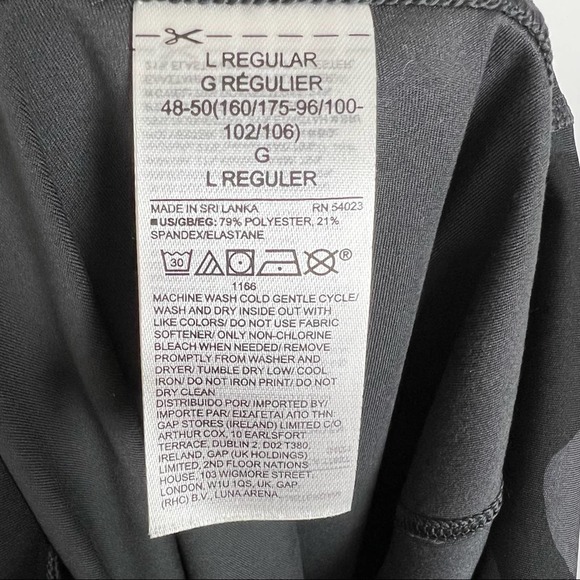 L REGULAR
G RÉGULIER
48-50(160/175-96/100-
102/106)
G
L REGULER
MADE IN SRI LANKA RN 54023
US/GB/EG: 79% POLYESTER, 21%
SPANDEX/ELASTANE
30
®
1166
MACHINE WASH COLD GENTLE CYCLE/
WASH AND DRY INSIDE OUT WITH
LIKE COLORS/ DO NOT USE FABRIC
SOFTENER/ ONLY NON-CHLORINE
BLEACH WHEN NEEDED/ REMOVE
PROMPTLY FROM WASHER AND
DRYER/ TUMBLE DRY LOW/ COOL
IRON/ DO NOT IRON PRINT/ DO NOT
DRY CLEAN
DISTRIBUIDO POR/ IMPORTED BY/
IMPORTE PAR/ ΕΙΣΑΓΕΤΑΙ ΑΠΟ ΤΗΝ:
GAP STORES (IRELAND) LIMITED C/O
ARTHUR COX, 10 EARLSFORT
TERRACE, DUBLIN 2, D02 T380,
IRELAND, GAP (UK HOLDINGS)
LIMITED, 2ND FLOOR NATIONS
HOUSE, 103 WIGMORE STREET,
LONDON. W1U 1QS, UK. GAP
(RHC) B.V., LUNA ARENA,